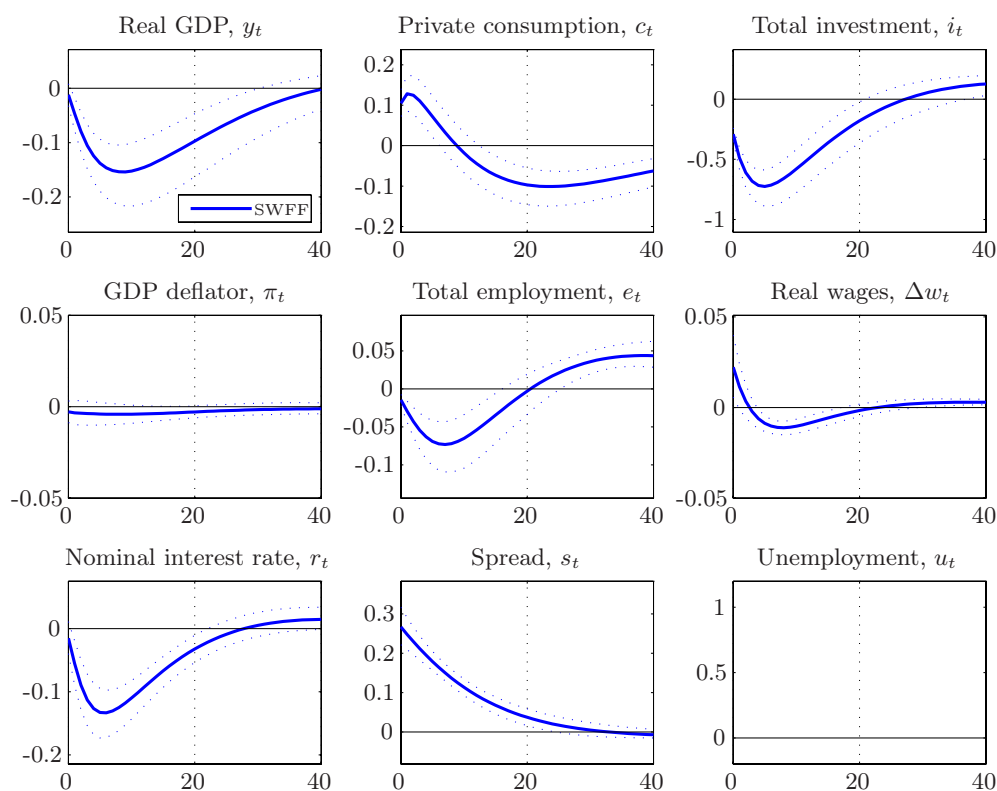 Real GDP, y_t
Private consumption, c_t
Total investment, i_t
0
-0.1
-0.2
SWFF
0 20 40
0.2
0.1
0
-0.1
-0.2
0 20 40
0
-0.5
-1
0 20 40
GDP deflator, π_t
Total employment, e_t
Real wages, Δw_t
0.05
0
-0.05
0 20 40
0.05
0
-0.05
-0.1
0 20 40
0.05
0
-0.05
0 20 40
Nominal interest rate, r_t
Spread, s_t
Unemployment, u_t
0
-0.1
-0.2
0 20 40
0.3
0.2
0.1
0
0 20 40
1
0.5
0
0 20 40